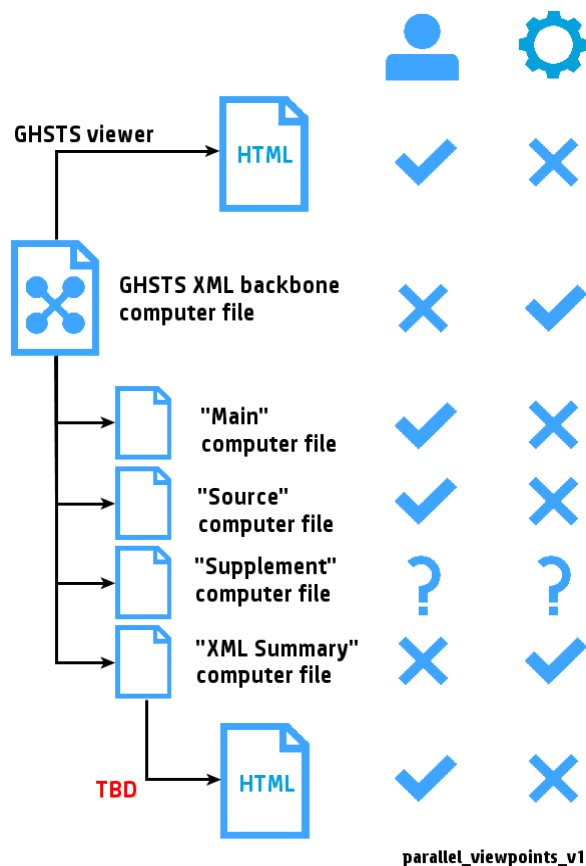 GHSTS viewer
HTML
GHSTS XML backbone
computer file
"Main"
computer file
"Source"
computer file
"Supplement"
computer file
"XML Summary"
computer file
TBD
HTML
parallel_viewpoints_v1